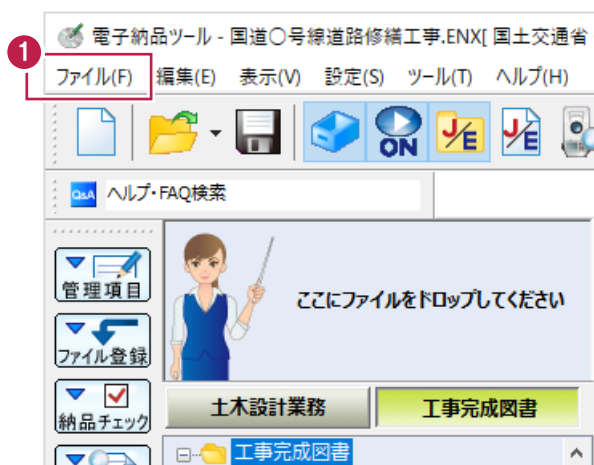 電子納品ツール - 国道〇号線道路修繕工事.ENX[ 国土交通省
1
ファイル(F) 編集(E) 表示(V) 設定(S) ツール(T) ヘルプ(H)
ON J/E J/E
Q&A ヘルプ・FAQ検索
管理項目
ここにファイルをドロップしてください
ファイル登録
納品チェック
土木設計業務 工事完成図書
工事完成図書